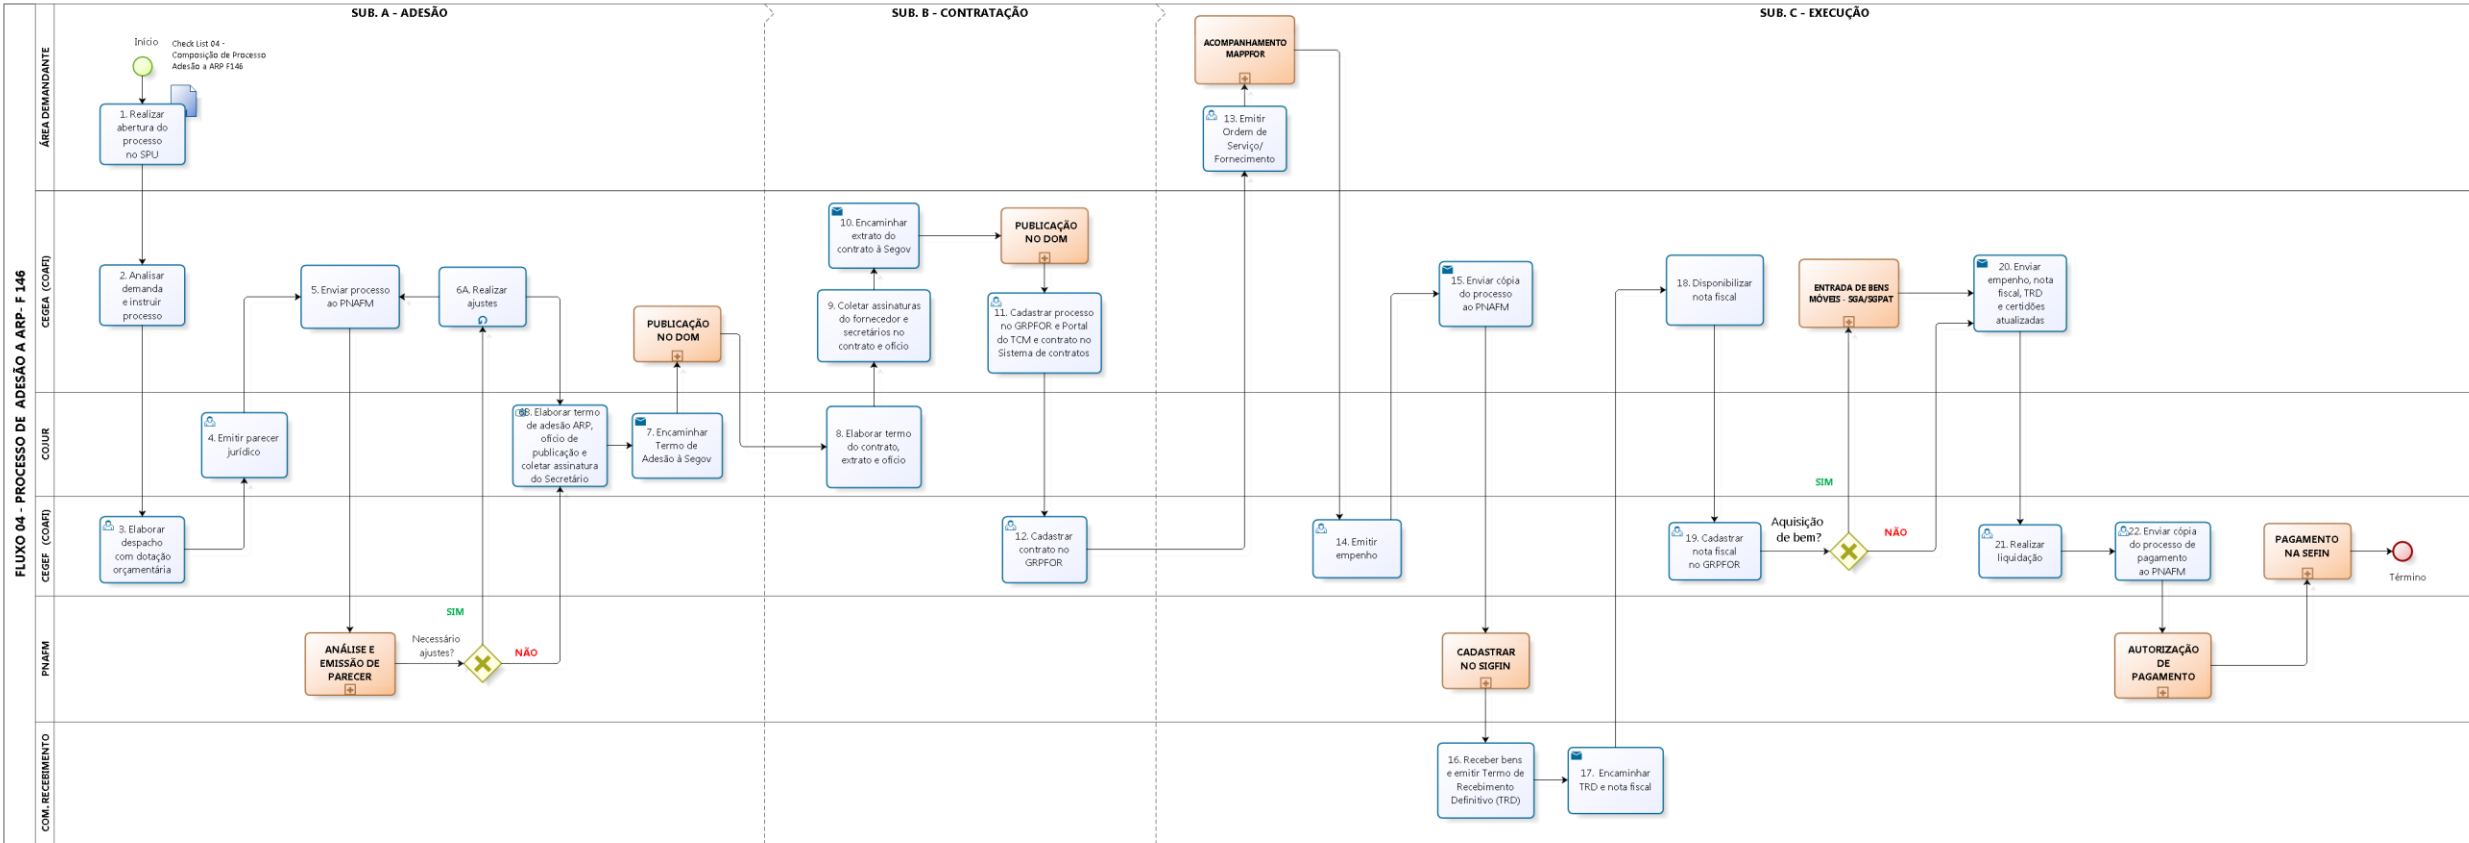 FLUXO 04 - PROCESSO DE ADESÃO A ARP- F 146
SUB. A - ADESÃO
SUB. B - CONTRATAÇÃO
SUB. C - EXECUÇÃO
ÁREA DEMANDANTE
Início
Check List 04 -
Composição de Processo
Adesão a ARP F146
1. Realizar
abertura do
processo
no SPU
ACOMPANHAMENTO
MAPPFOR
13. Emitir
Ordem de
Serviço/
Fornecimento
CEGEA (COAFI)
2. Analisar
demanda
e instruir
processo
5. Enviar processo
ao PNAFM
6A. Realizar
ajustes
PUBLICAÇÃO
NO DOM
10. Encaminhar
extrato do
contrato à Segov
PUBLICAÇÃO
NO DOM
9. Coletar assinaturas
do fornecedor e
secretários no
contrato e ofício
11. Cadastrar processo
no GRPFOR e Portal
do TCM e contrato no
Sistema de contratos
15. Enviar cópia
do processo
ao PNAFM
18. Disponibilizar
nota fiscal
ENTRADA DE BENS
MÓVEIS - SGA/SGPAT
20. Enviar
empenho, nota
fiscal, TRD
e certidões
atualizadas
COJUR
4. Emitir parecer
jurídico
6B. Elaborar termo
de adesão ARP,
ofício de
publicação e
coletar assinatura
do Secretário
7. Encaminhar
Termo de
Adesão à Segov
8. Elaborar termo
do contrato,
extrato e ofício
SIM
CEGEF (COAFI)
3. Elaborar
despacho
com dotação
orçamentária
12. Cadastrar
contrato no
GRPFOR
14. Emitir
empenho
19. Cadastrar
nota fiscal
no GRPFOR
Aquisição
de bem?
NÃO
21. Realizar
liquidação
22. Enviar cópia
do processo de
pagamento
ao PNAFM
PAGAMENTO
NA SEFIN
Término
PNAFM
SIM
ANÁLISE E
EMISSÃO DE
PARECER
Necessário
ajustes?
NÃO
CADASTRAR
NO SIGFIN
AUTORIZAÇÃO
DE
PAGAMENTO
COM. RECEBIMENTO
16. Receber bens
e emitir Termo de
Recebimento
Definitivo (TRD)
17. Encaminhar
TRD e nota fiscal